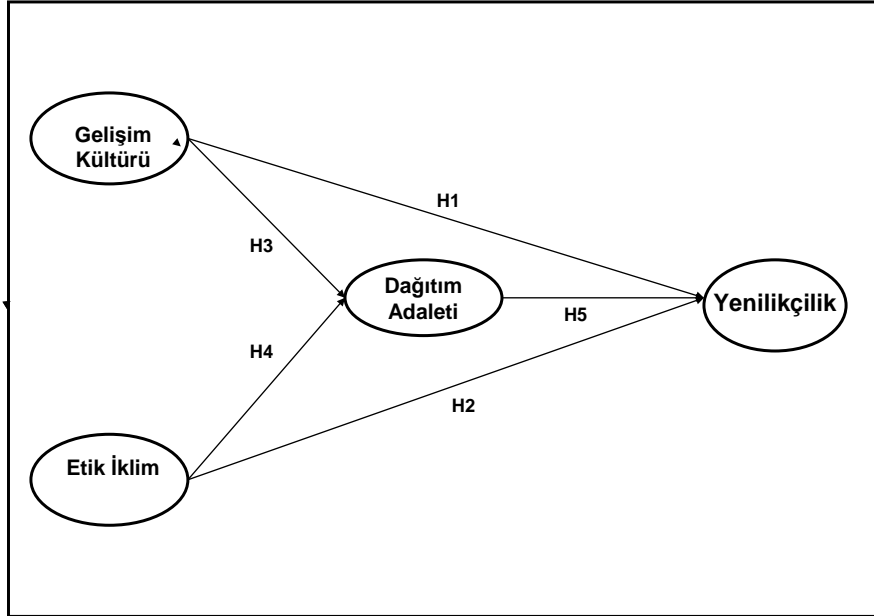 Gelişim
Kültürü
H1
H3
Dağıtım
Adaleti
Yenilikçilik
H5
H4
H2
Etik İklim